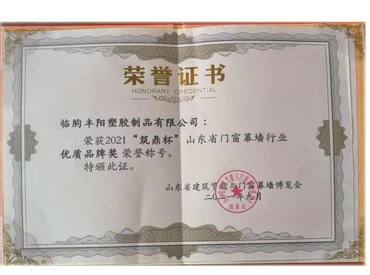 荣誉证书
HONORARY CREDENTIAL
临朐丰阳塑胶制品有限公司：
荣获2021“筑鼎杯”山东省门窗幕墙行业
优质品牌奖荣誉称号。
特颁此证。
山东省建筑节能与门窗幕墙博览会
二〇二一年九月